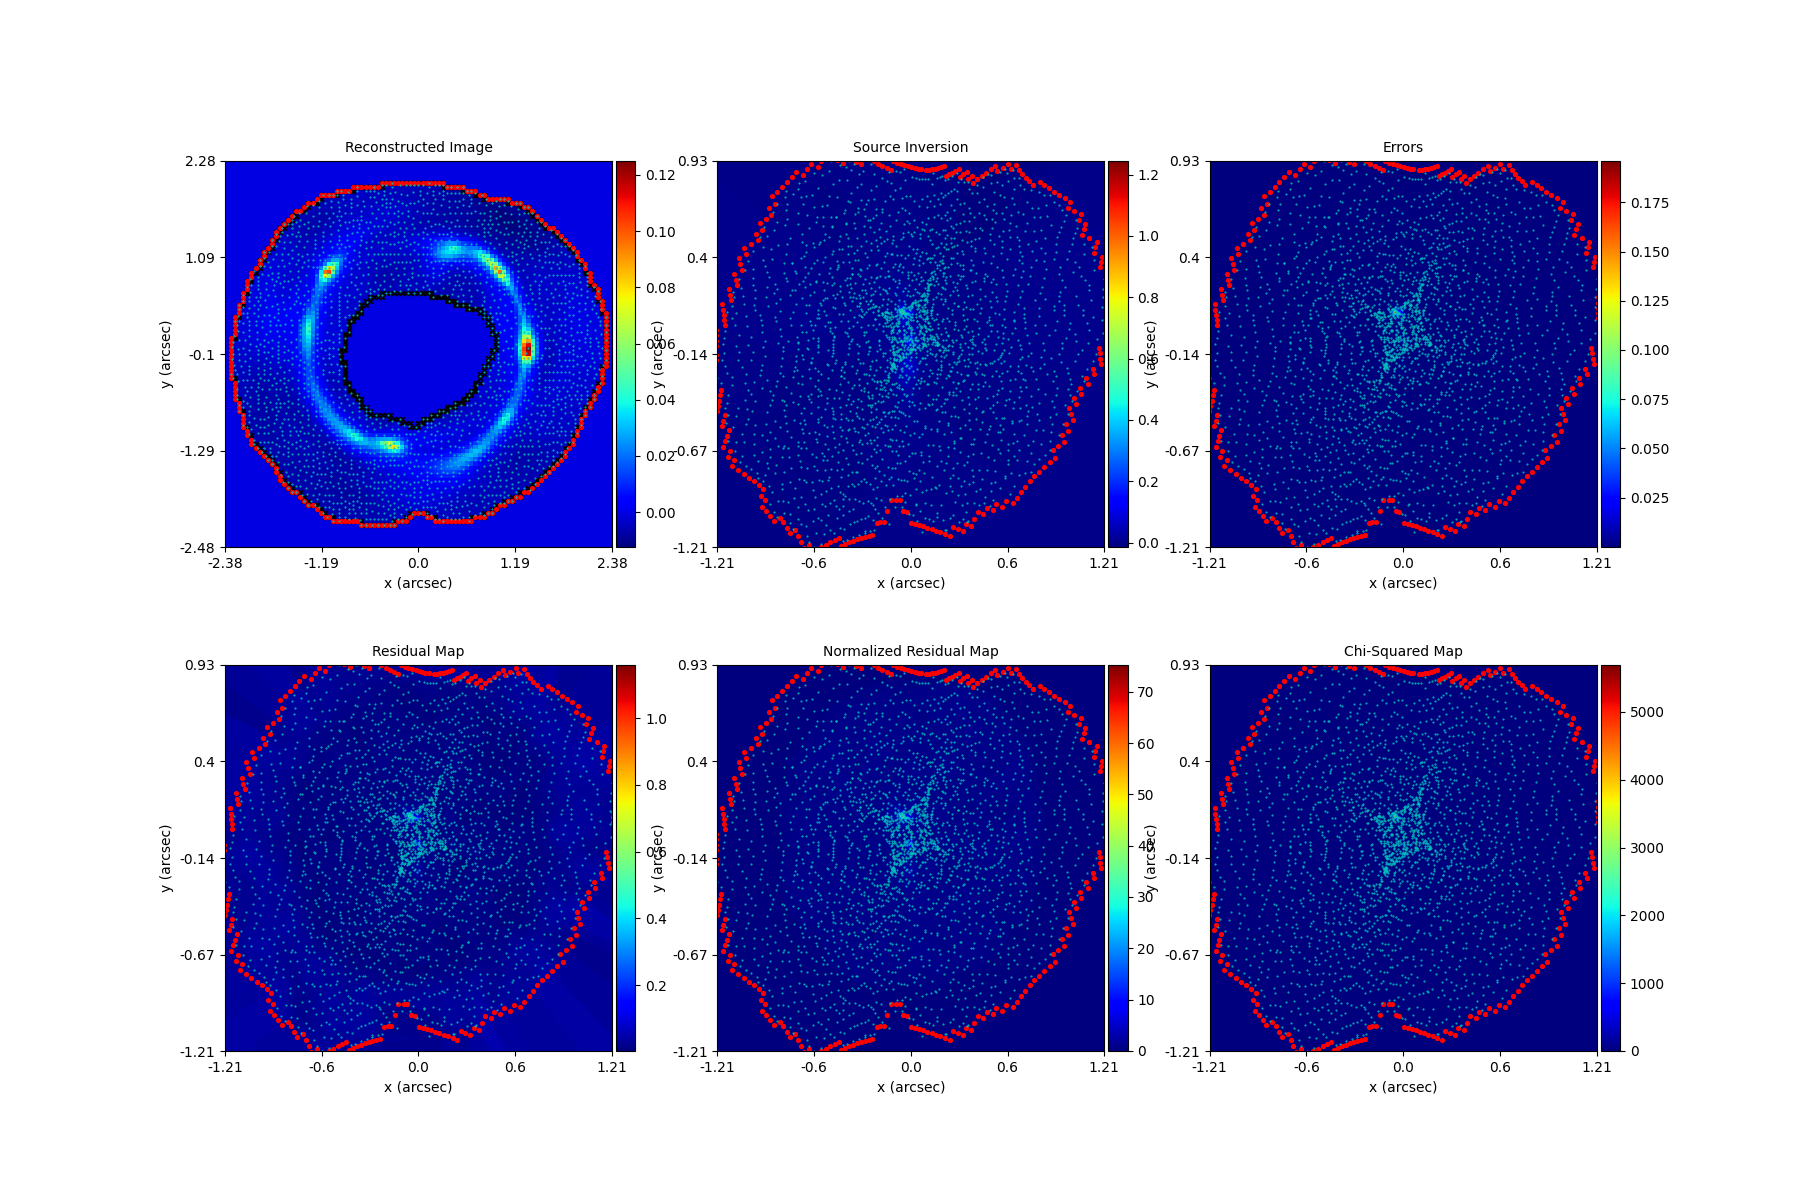 Reconstructed Image
2.28
1.09
-0.1
-1.29
-2.48
y (arcsec)
-2.38 -1.19 0.0 1.19 2.38
x (arcsec)
0.12
0.10
0.08
0.06
0.04
0.02
0.00
Source Inversion
0.93
0.4
-0.14
-0.67
-1.21
y (arcsec)
-1.21 -0.6 0.0 0.6 1.21
x (arcsec)
1.2
1.0
0.8
0.6
0.4
0.2
0.0
Errors
0.93
0.4
-0.14
-0.67
-1.21
y (arcsec)
-1.21 -0.6 0.0 0.6 1.21
x (arcsec)
0.175
0.150
0.125
0.100
0.075
0.050
0.025
Residual Map
0.93
0.4
-0.14
-0.67
-1.21
y (arcsec)
-1.21 -0.6 0.0 0.6 1.21
x (arcsec)
1.0
0.8
0.6
0.4
0.2
Normalized Residual Map
0.93
0.4
-0.14
-0.67
-1.21
y (arcsec)
-1.21 -0.6 0.0 0.6 1.21
x (arcsec)
70
60
50
40
30
20
10
0
Chi-Squared Map
0.93
0.4
-0.14
-0.67
-1.21
y (arcsec)
-1.21 -0.6 0.0 0.6 1.21
x (arcsec)
5000
4000
3000
2000
1000
0